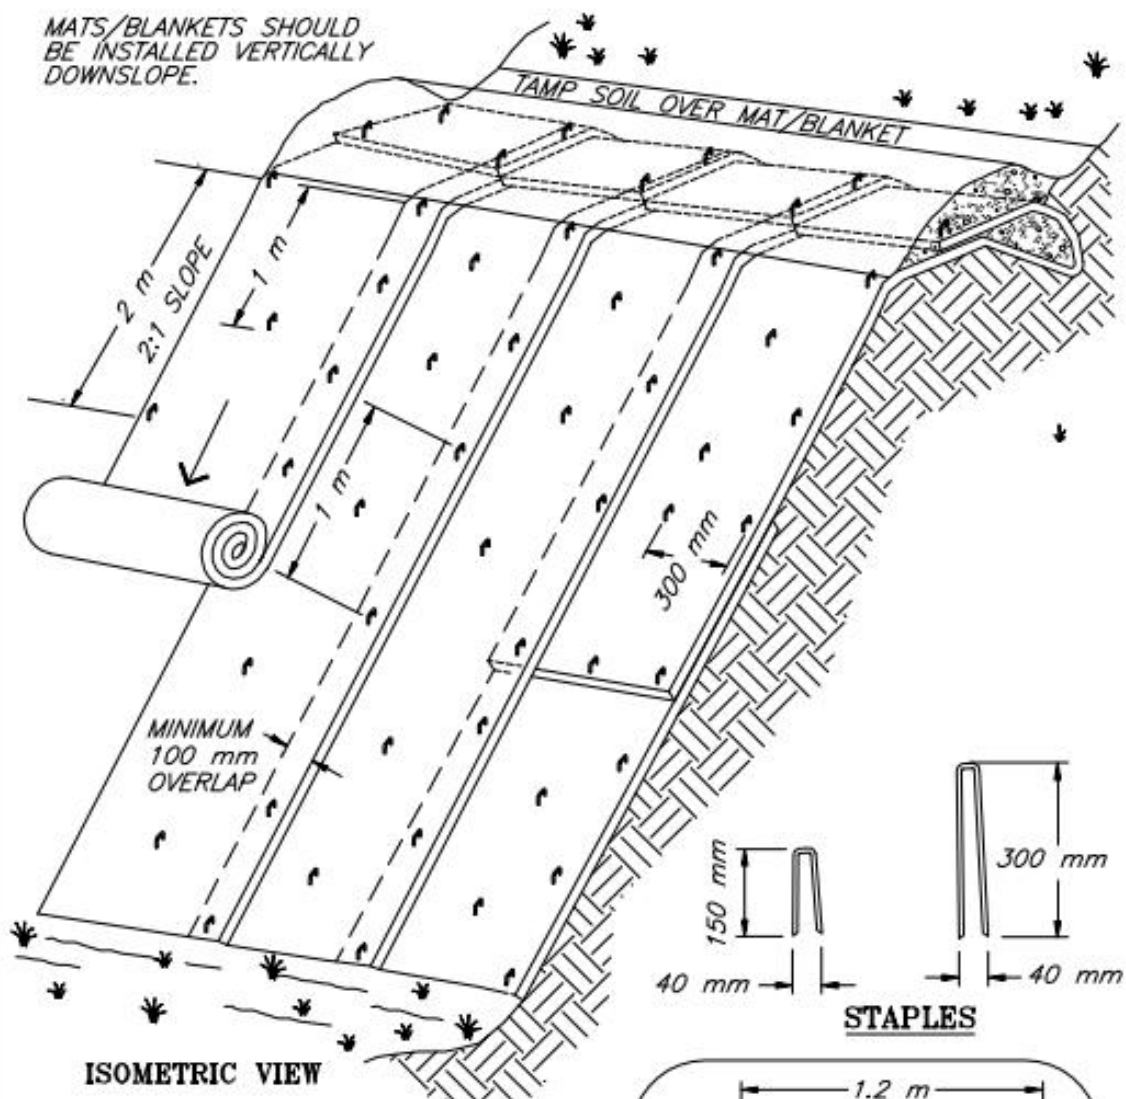 MATS/BLANKETS SHOULD
BE INSTALLED VERTICALLY
DOWNSLOPE.
TAMP SOIL OVER MAT/BLANKET
2 m
2:1 SLOPE
1 m
1 m
300 mm
MINIMUM
100 mm
OVERLAP
150 mm
300 mm
40 mm
40 mm
STAPLES
ISOMETRIC VIEW
1.2 m